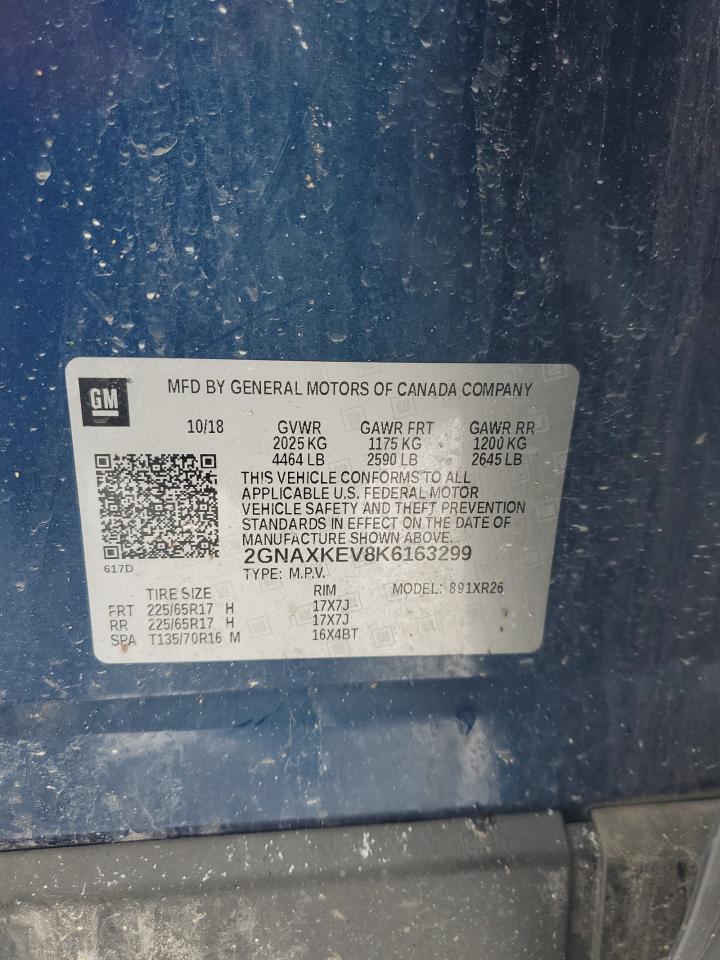 GM
MFD BY GENERAL MOTORS OF CANADA COMPANY
10/18 GVWR GAWR FRT GAWR RR
2025 KG 1175 KG 1200 KG
4464 LB 2590 LB 2645 LB
THIS VEHICLE CONFORMS TO ALL
APPLICABLE U.S. FEDERAL MOTOR
VEHICLE SAFETY AND THEFT PREVENTION
STANDARDS IN EFFECT ON THE DATE OF
MANUFACTURE SHOWN ABOVE.
2GNAXKEV8K6163299
617D
TYPE: M.P.V.
TIRE SIZE RIM MODEL: 891XR26
FRT 225/65R17 H 17X7J
RR 225/65R17 H 17X7J
SPA T135/70R16 M 16X4BT